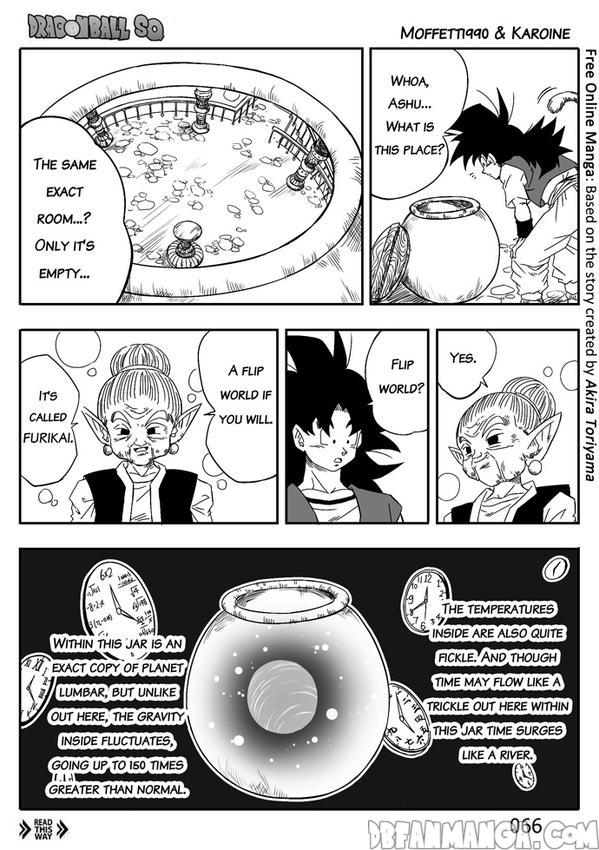 DRAGONBALL SQ
MOFFETT1990 & KAROINE
Free Online Manga: Based on the story created by Akira Toriyama
THE SAME
EXACT
ROOM...?
ONLY IT'S
EMPTY...
WHOA,
ASHU...
WHAT IS
THIS PLACE?
IT'S
CALLED
FURIKAI.
A FLIP
WORLD IF
YOU WILL.
FLIP
WORLD?
YES.
WITHIN THIS JAR IS AN
EXACT COPY OF PLANET
LUMBAR, BUT UNLIKE
OUT HERE, THE GRAVITY
INSIDE FLUCTUATES,
GOING UP TO 150 TIMES
GREATER THAN NORMAL.
THE TEMPERATURES
INSIDE ARE ALSO QUITE
FICKLE. AND THOUGH
TIME MAY FLOW LIKE A
TRICKLE OUT HERE WITHIN
THIS JAR TIME SURGES
LIKE A RIVER.
READ
THIS
WAY
066
DBFANMANGA.COM